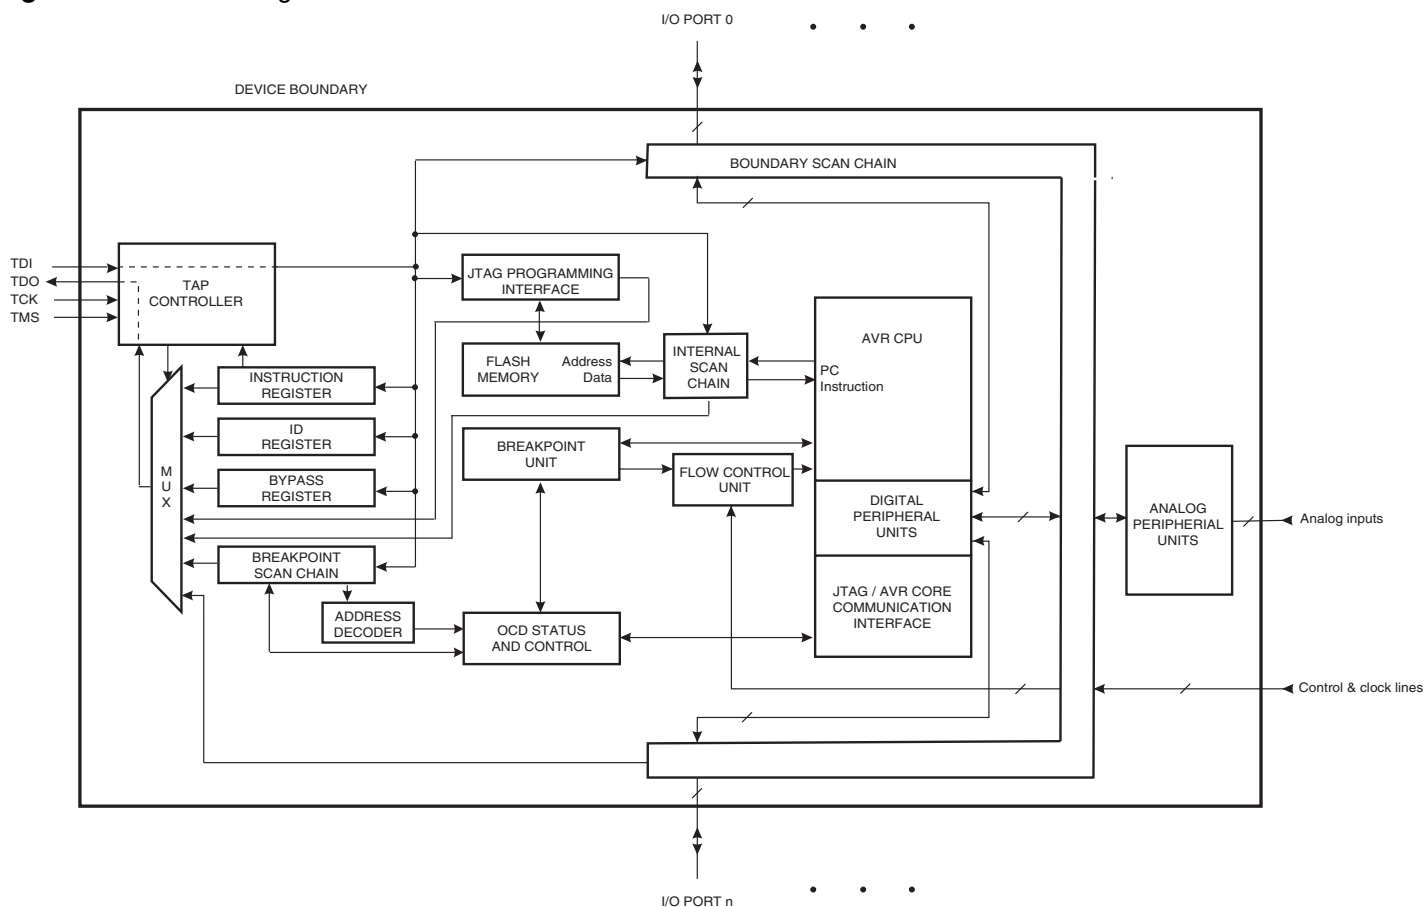 I/O PORT 0
DEVICE BOUNDARY
BOUNDARY SCAN CHAIN
TDI
TDO
TCK
TMS
TAP
CONTROLLER
JTAG PROGRAMMING
INTERFACE
AVR CPU
FLASH
MEMORY
Address
Data
INTERNAL
SCAN
CHAIN
PC
Instruction
INSTRUCTION
REGISTER
ID
REGISTER
M
U
X
BYPASS
REGISTER
BREAKPOINT
UNIT
FLOW CONTROL
UNIT
DIGITAL
PERIPHERAL
UNITS
ANALOG
PERIPHERIAL
UNITS
Analog inputs
BREAKPOINT
SCAN CHAIN
ADDRESS
DECODER
OCD STATUS
AND CONTROL
JTAG / AVR CORE
COMMUNICATION
INTERFACE
Control & clock lines
I/O PORT n